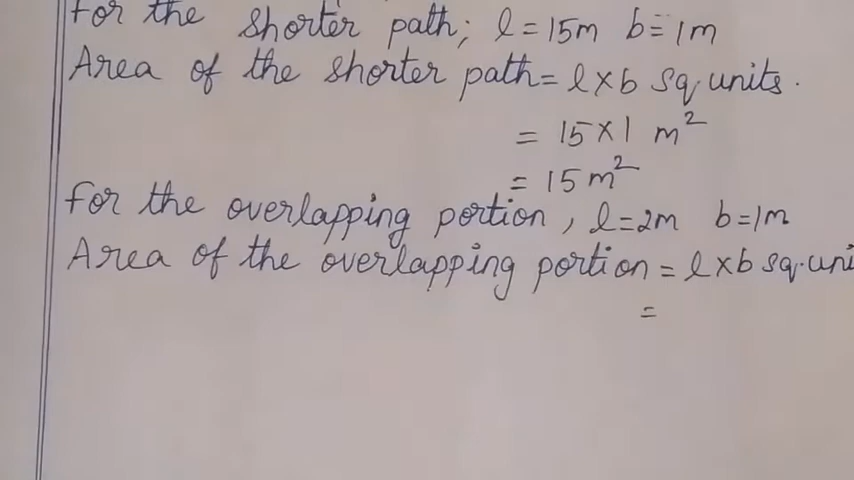 For the shorter path; l = 15m b = 1m
Area of the shorter path = l × b sq units.
= 15 × 1 m²
= 15 m²
For the overlapping portion, l = 2m b = 1m
Area of the overlapping portion = l × b sq. uni
=